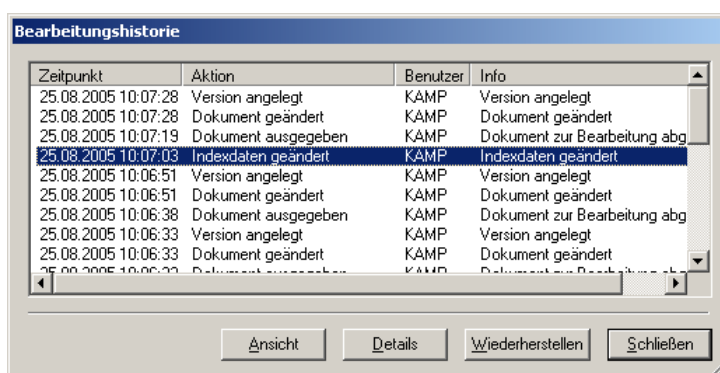 Bearbeitungshistorie
Zeitpunkt Aktion Benutzer Info
25.08.2005 10:07:28 Version angelegt KAMP Version angelegt
25.08.2005 10:07:28 Dokument geändert KAMP Dokument geändert
25.08.2005 10:07:19 Dokument ausgegeben KAMP Dokument zur Bearbeitung abg
25.08.2005 10:07:03 Indexdaten geändert KAMP Indexdaten geändert
25.08.2005 10:06:51 Version angelegt KAMP Version angelegt
25.08.2005 10:06:51 Dokument geändert KAMP Dokument geändert
25.08.2005 10:06:38 Dokument ausgegeben KAMP Dokument zur Bearbeitung abg
25.08.2005 10:06:33 Version angelegt KAMP Version angelegt
25.08.2005 10:06:33 Dokument geändert KAMP Dokument geändert
Ansicht Details Wiederherstellen Schließen